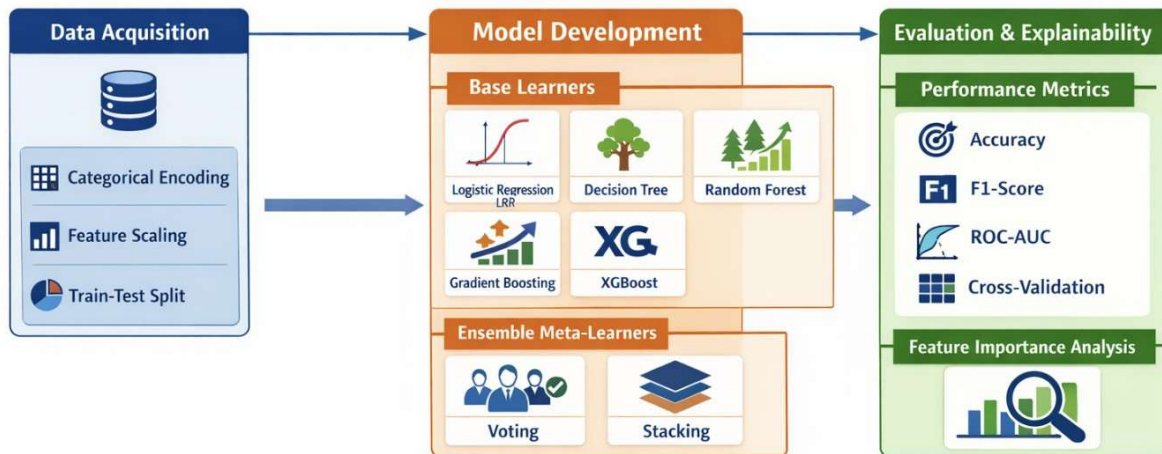 Data Acquisition
Categorical Encoding
Feature Scaling
Train-Test Split
Model Development
Base Learners
Logistic Regression
LRR
Decision Tree
Random Forest
Gradient Boosting
XG
XGBoost
Ensemble Meta-Learners
Voting
Stacking
Evaluation & Explainability
Performance Metrics
Accuracy
F1
F1-Score
ROC-AUC
Cross-Validation
Feature Importance Analysis